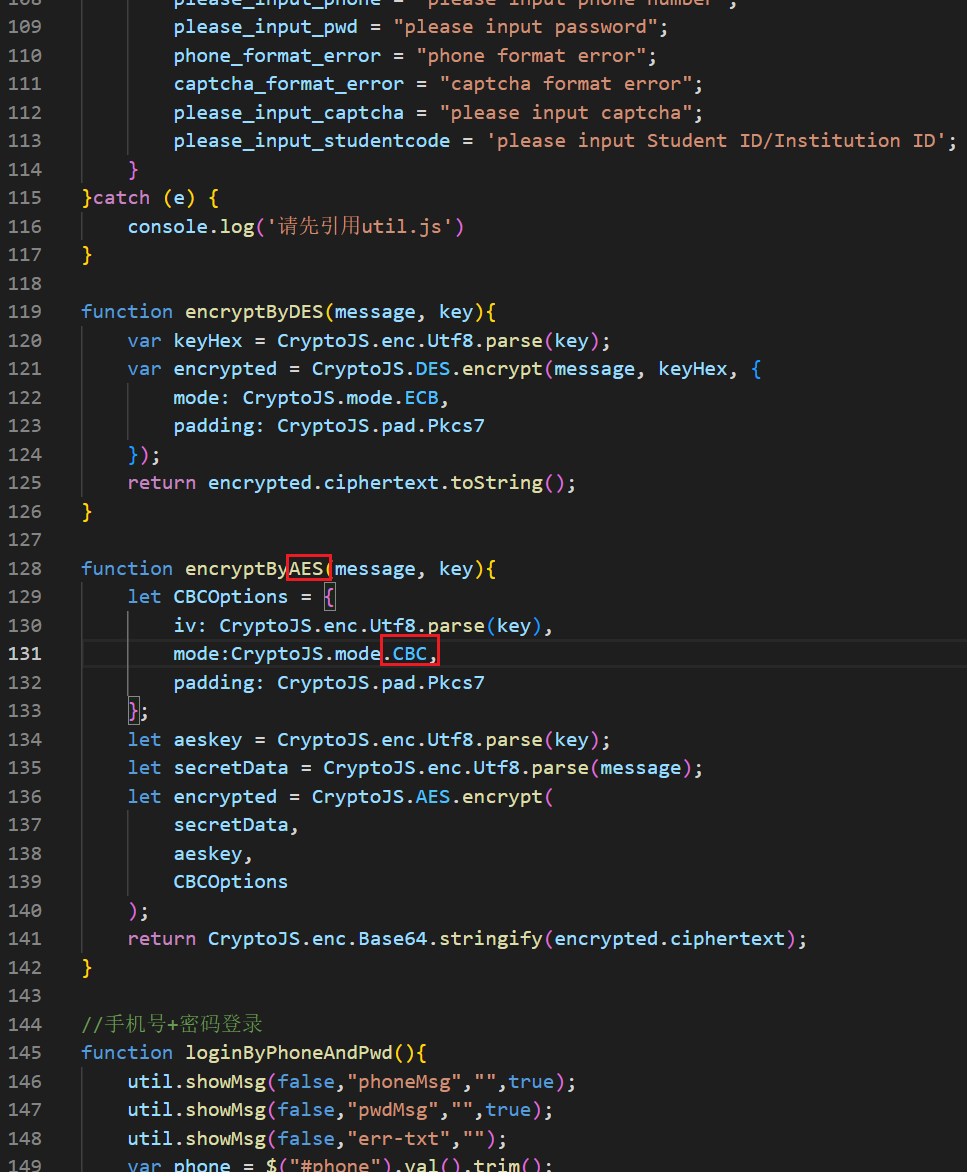 108 please_input_phone = "please input phone number";
109 please_input_pwd = "please input password";
110 phone_format_error = "phone format error";
111 captcha_format_error = "captcha format error";
112 please_input_captcha = "please input captcha";
113 please_input_studentcode = 'please input Student ID/Institution ID';
114 }
115 }catch (e) {
116 console.log('请先引用util.js')
117 }
118
119 function encryptByDES(message, key){
120 var keyHex = CryptoJS.enc.Utf8.parse(key);
121 var encrypted = CryptoJS.DES.encrypt(message, keyHex, {
122 mode: CryptoJS.mode.ECB,
123 padding: CryptoJS.pad.Pkcs7
124 });
125 return encrypted.ciphertext.toString();
126 }
127
128 function encryptByAES(message, key){
129 let CBCOptions = {
130 iv: CryptoJS.enc.Utf8.parse(key),
131 mode:CryptoJS.mode.CBC,
132 padding: CryptoJS.pad.Pkcs7
133 };
134 let aeskey = CryptoJS.enc.Utf8.parse(key);
135 let secretData = CryptoJS.enc.Utf8.parse(message);
136 let encrypted = CryptoJS.AES.encrypt(
137 secretData,
138 aeskey,
139 CBCOptions
140 );
141 return CryptoJS.enc.Base64.stringify(encrypted.ciphertext);
142 }
143
144 //手机号+密码登录
145 function loginByPhoneAndPwd(){
146 util.showMsg(false,"phoneMsg","",true);
147 util.showMsg(false,"pwdMsg","",true);
148 util.showMsg(false,"err-txt","");
149 var phone = $("#phone").val().trim();